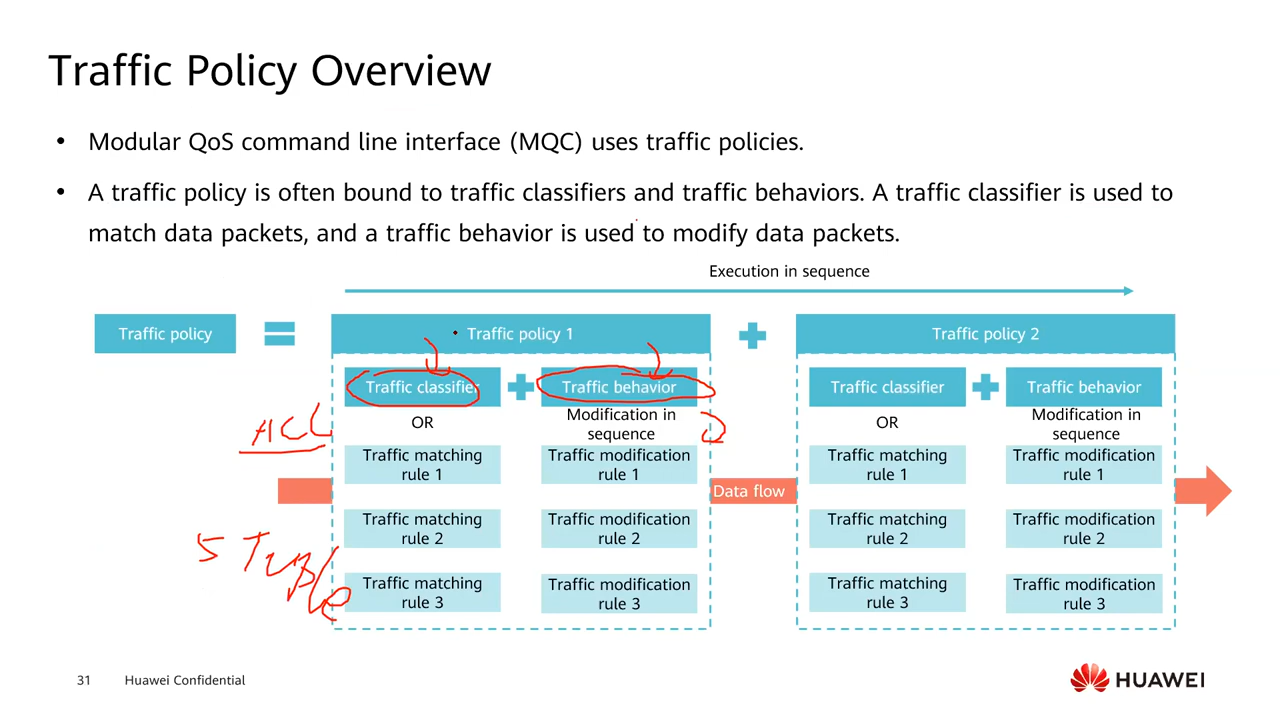 Traffic Policy Overview
• Modular QoS command line interface (MQC) uses traffic policies.
• A traffic policy is often bound to traffic classifiers and traffic behaviors. A traffic classifier is used to
match data packets, and a traffic behavior is used to modify data packets.
Execution in sequence
Traffic policy
Traffic policy 1
Traffic policy 2
Traffic classifier
Traffic behavior
Traffic classifier
Traffic behavior
OR
Modification in
sequence
OR
Modification in
sequence
ACL
Traffic matching
rule 1
Traffic modification
rule 1
Traffic matching
rule 1
Traffic modification
rule 1
Data flow
Traffic matching
rule 2
Traffic modification
rule 2
Traffic matching
rule 2
Traffic modification
rule 2
5 Tuple
Traffic matching
rule 3
Traffic modification
rule 3
Traffic matching
rule 3
Traffic modification
rule 3
31 Huawei Confidential
HUAWEI